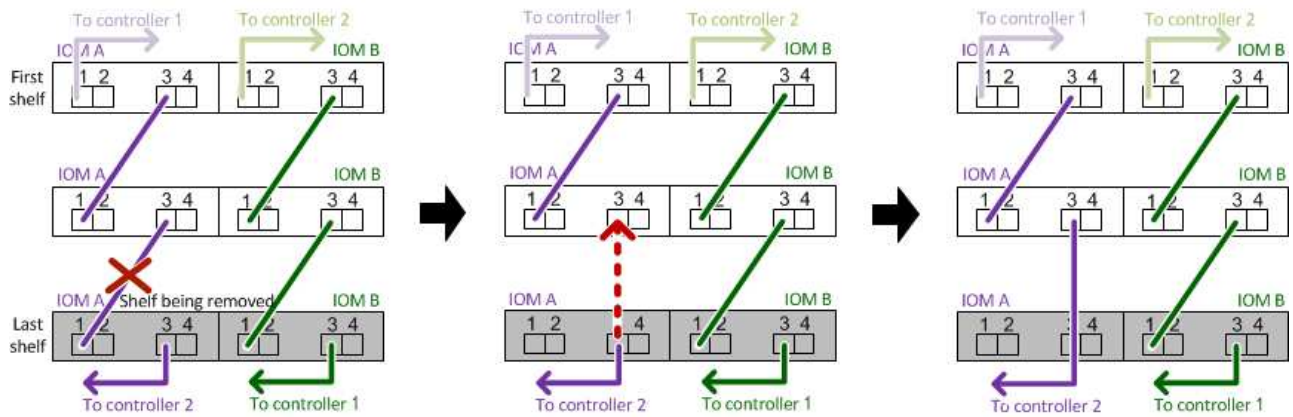 To controller 1 To controller 2 To controller 1 To controller 2 To controller 1 To controller 2
IOM A IOM B IOM A IOM B IOM A IOM B
First shelf
1 2 3 4 1 2 3 4 1 2 3 4 1 2 3 4 1 2 3 4 1 2 3 4
IOM A IOM B IOM A IOM B IOM A IOM B
1 2 3 4 1 2 3 4 1 2 3 4 1 2 3 4 1 2 3 4 1 2 3 4
IOM A Shelf being removed IOM B IOM A IOM B IOM A IOM B
Last shelf
1 2 3 4 1 2 3 4 1 2 4 1 2 3 4 1 2 3 4 1 2 3 4
To controller 2 To controller 1 To controller 2 To controller 1 To controller 2 To controller 1